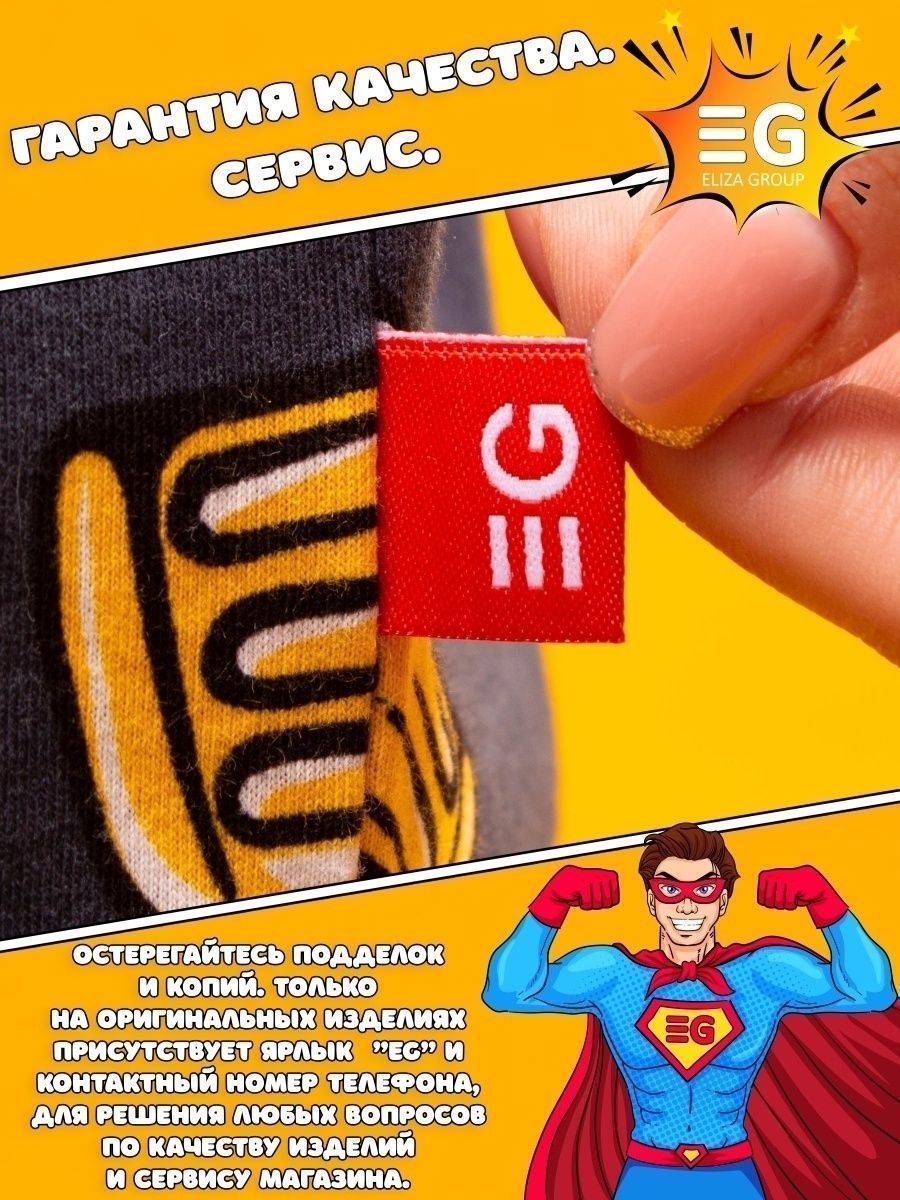 ГАРАНТИЯ КАЧЕСТВА.
СЕРВИС.
EG
ELIZA GROUP
EG
ОСТЕРЕГАЙТЕСЬ ПОДДЕЛОК
И КОПИЙ. ТОЛЬКО
НА ОРИГИНАЛЬНЫХ ИЗДЕЛИЯХ
ПРИСУТСТВУЕТ ЯРЛЫК "EG" И
КОНТАКТНЫЙ НОМЕР ТЕЛЕФОНА,
ДЛЯ РЕШЕНИЯ ЛЮБЫХ ВОПРОСОВ
ПО КАЧЕСТВУ ИЗДЕЛИЙ
И СЕРВИСУ МАГАЗИНА.
EG